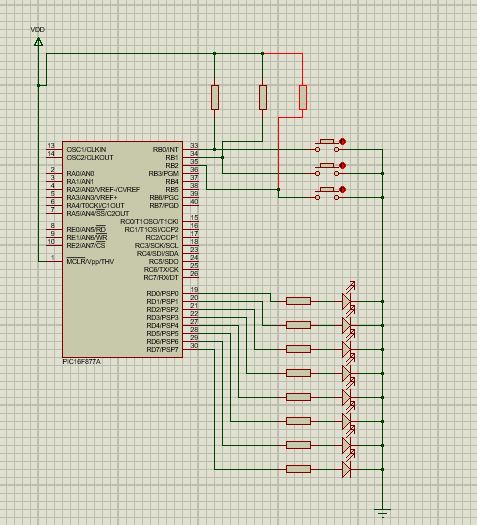 VDD
13 OSC1/CLKIN RB0/INT 33
14 OSC2/CLKOUT RB1 34
RB2 35
2 RA0/AN0 RB3/PGM 36
3 RA1/AN1 RB4 37
4 RA2/AN2/VREF-/CVREF RB5 38
5 RA3/AN3/VREF+ RB6/PGC 39
6 RA4/T0CKI/C1OUT RB7/PGD 40
7 RA5/AN4/SS/C2OUT
RC0/T1OSO/T1CKI 15
8 RE0/AN5/RD RC1/T1OSI/CCP2 16
9 RE1/AN6/WR RC2/CCP1 17
10 RE2/AN7/CS RC3/SCK/SCL 18
RC4/SDI/SDA 23
1 MCLR/Vpp/THV RC5/SDO 24
RC6/TX/CK 25
RC7/RX/DT 26
RD0/PSP0 19
RD1/PSP1 20
RD2/PSP2 21
RD3/PSP3 22
RD4/PSP4 27
RD5/PSP5 28
RD6/PSP6 29
RD7/PSP7 30
PIC16F877A